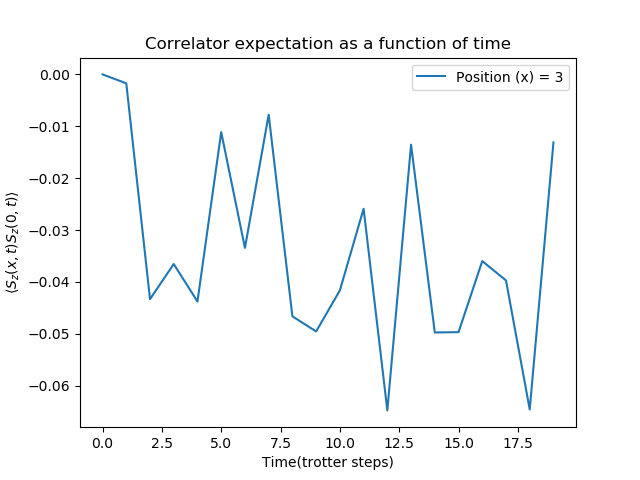 Correlator expectation as a function of time
Position (x) = 3
0.00
−0.01
−0.02
−0.03
−0.04
−0.05
−0.06
⟨S_z(x, t)S_z(0, t)⟩
0.0 2.5 5.0 7.5 10.0 12.5 15.0 17.5
Time(trotter steps)